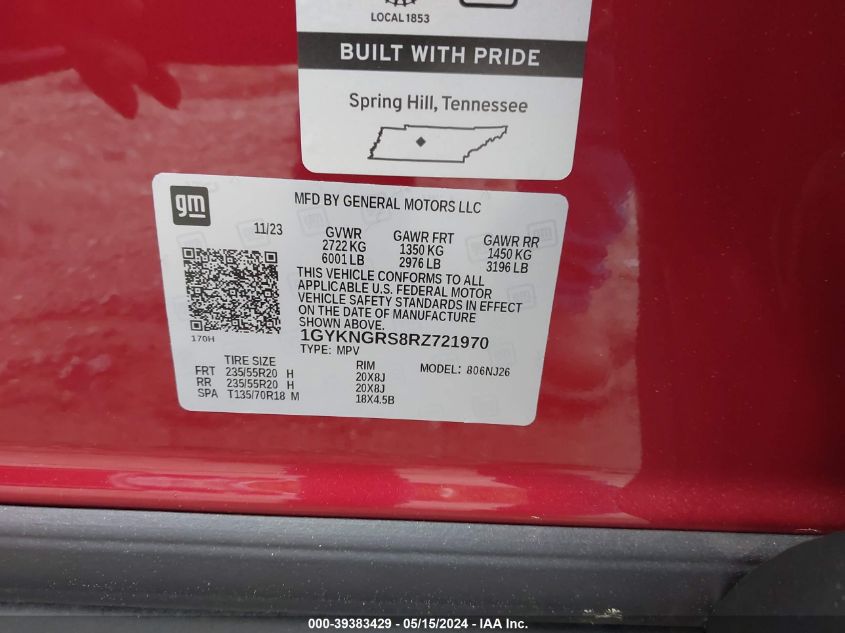 LOCAL 1853
BUILT WITH PRIDE
Spring Hill, Tennessee
gm
MFD BY GENERAL MOTORS LLC
11/23
GVWR GAWR FRT GAWR RR
2722 KG 1350 KG 1450 KG
6001 LB 2976 LB 3196 LB
THIS VEHICLE CONFORMS TO ALL
APPLICABLE U.S. FEDERAL MOTOR
VEHICLE SAFETY STANDARDS IN EFFECT
ON THE DATE OF MANUFACTURE
SHOWN ABOVE.
170H
1GYKNGRS8RZ721970
TYPE: MPV
TIRE SIZE RIM MODEL: 806NJ26
FRT 235/55R20 H 20X8J
RR 235/55R20 H 20X8J
SPA T135/70R18 M 18X4.5B
000-39383429 - 05/15/2024 - IAA Inc.